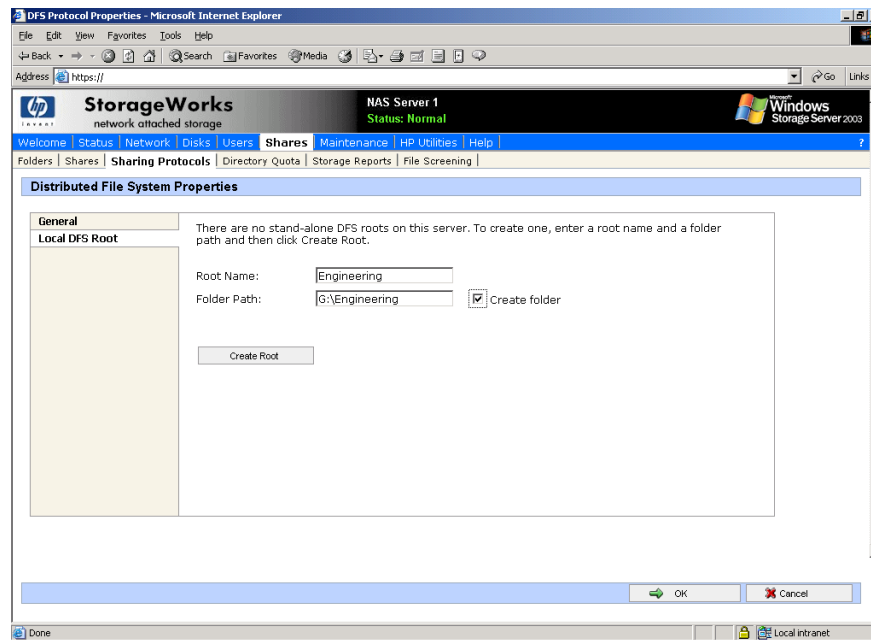 DFS Protocol Properties - Microsoft Internet Explorer
File Edit View Favorites Tools Help
Back Search Favorites Media
Address https:// Go Links
hp invent StorageWorks network attached storage
NAS Server 1
Status: Normal
Microsoft Windows Storage Server 2003
Welcome | Status | Network | Disks | Users | Shares | Maintenance | HP Utilities | Help | ?
Folders | Shares | Sharing Protocols | Directory Quota | Storage Reports | File Screening |
Distributed File System Properties
General
Local DFS Root
There are no stand-alone DFS roots on this server. To create one, enter a root name and a folder
path and then click Create Root.
Root Name: Engineering
Folder Path: G:\Engineering Create folder
Create Root
OK Cancel
Done Local intranet